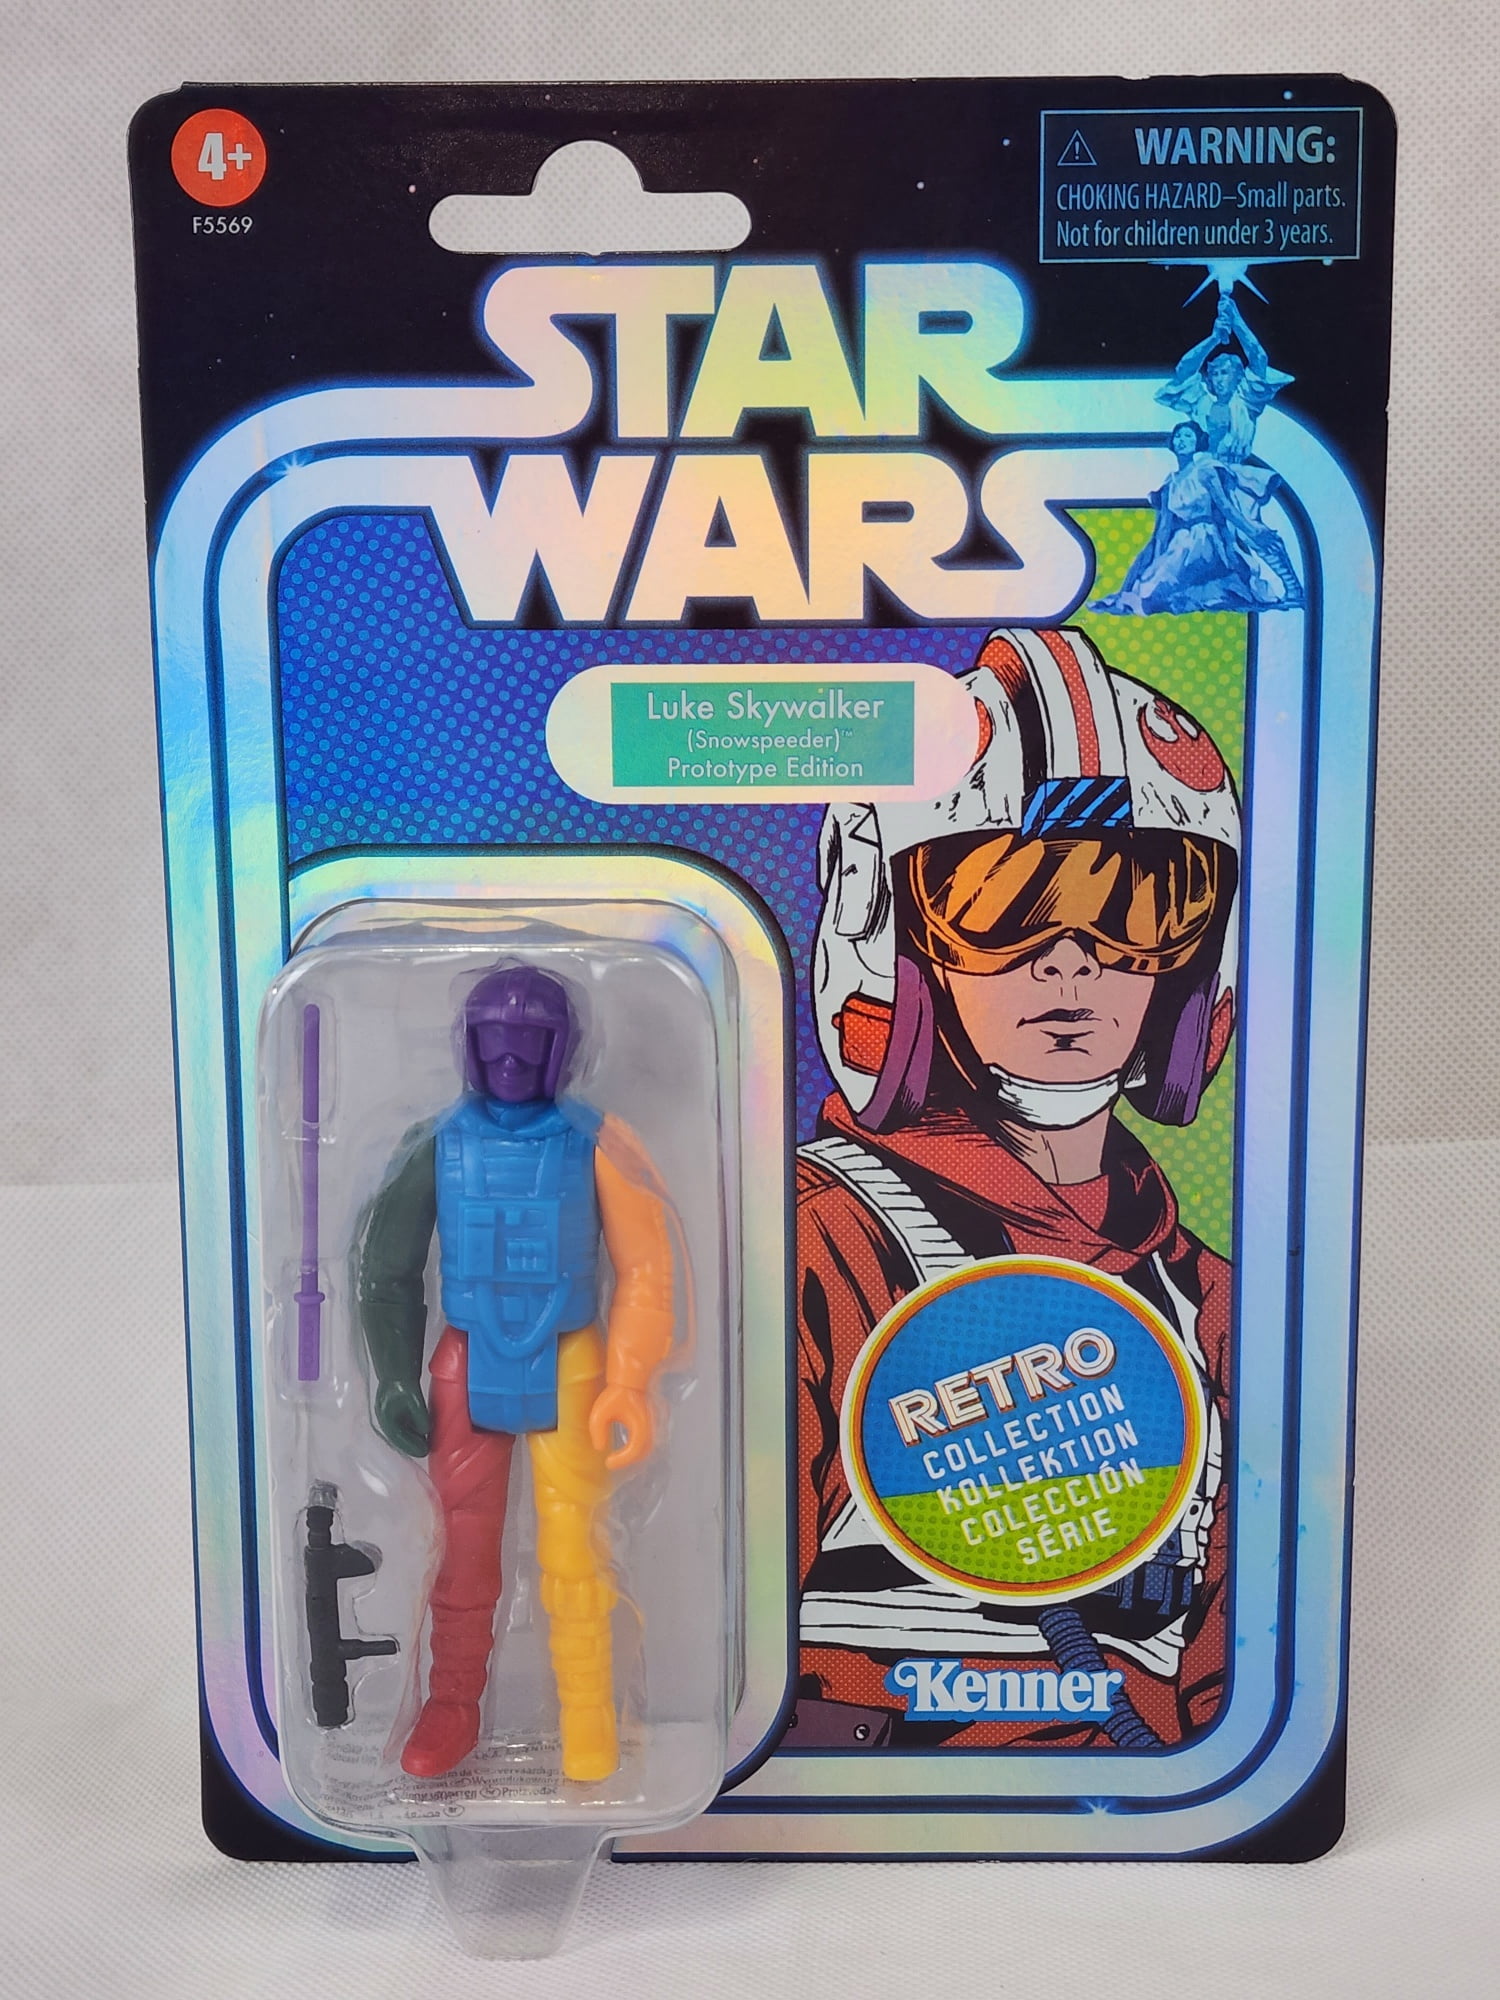 4+
F5569
WARNING:
CHOKING HAZARD–Small parts.
Not for children under 3 years.
STAR
WARS
Luke Skywalker
(Snowspeeder)™
Prototype Edition
RETRO
COLLECTION
KOLLEKTION
COLECCIÓN
SÉRIE
Kenner